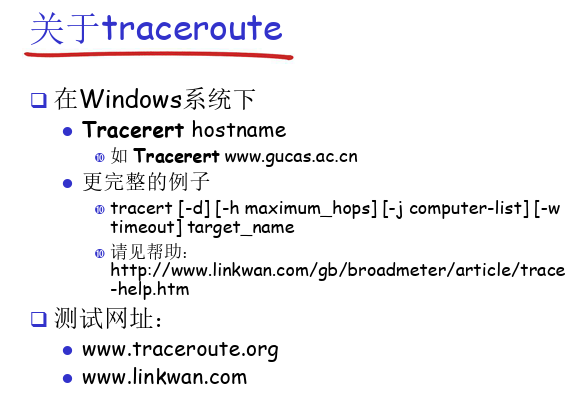 关于traceroute
在Windows系统下
Tracerert hostname
如 Tracerert www.gucas.ac.cn
更完整的例子
tracert [-d] [-h maximum_hops] [-j computer-list] [-w
timeout] target_name
请见帮助:
http://www.linkwan.com/gb/broadmeter/article/trace
-help.htm
测试网址:
www.traceroute.org
www.linkwan.com